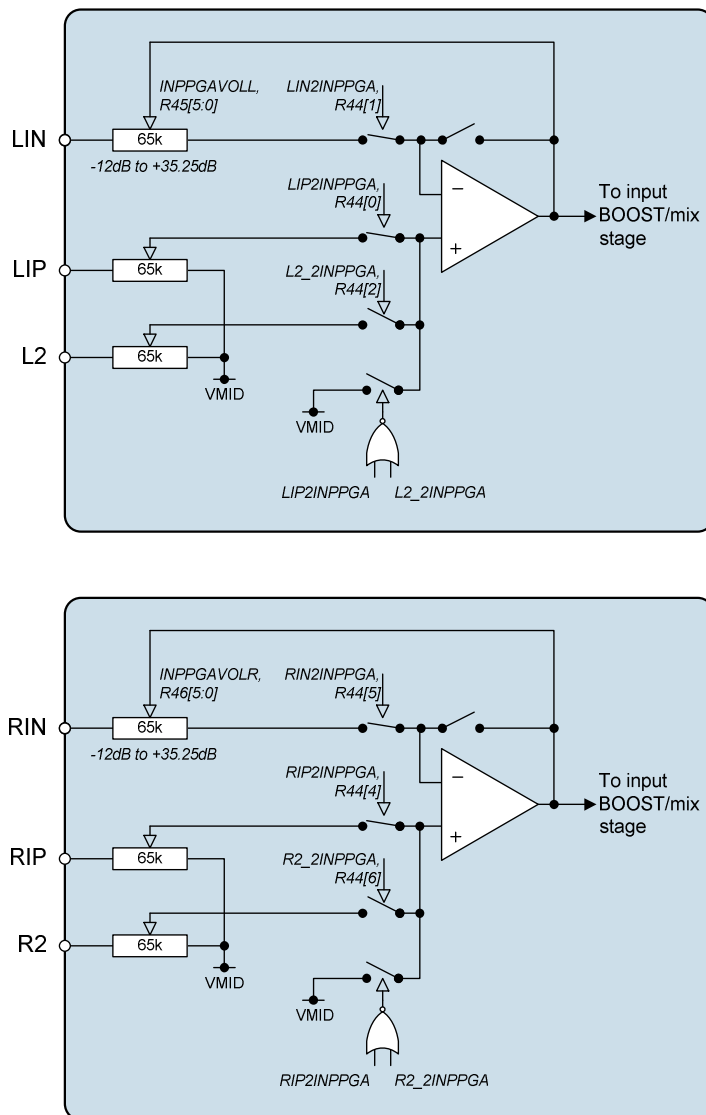 INPPGAVOLL,
R45[5:0]
LIN2INPPGA,
R44[1]
LIN
65k
-12dB to +35.25dB
LIP2INPPGA,
R44[0]
−
+
To input
BOOST/mix
stage
LIP
65k
L2_2INPPGA,
R44[2]
L2
65k
VMID
VMID
LIP2INPPGA L2_2INPPGA
INPPGAVOLR,
R46[5:0]
RIN2INPPGA,
R44[5]
RIN
65k
-12dB to +35.25dB
RIP2INPPGA,
R44[4]
−
+
To input
BOOST/mix
stage
RIP
65k
R2_2INPPGA,
R44[6]
R2
65k
VMID
VMID
RIP2INPPGA R2_2INPPGA